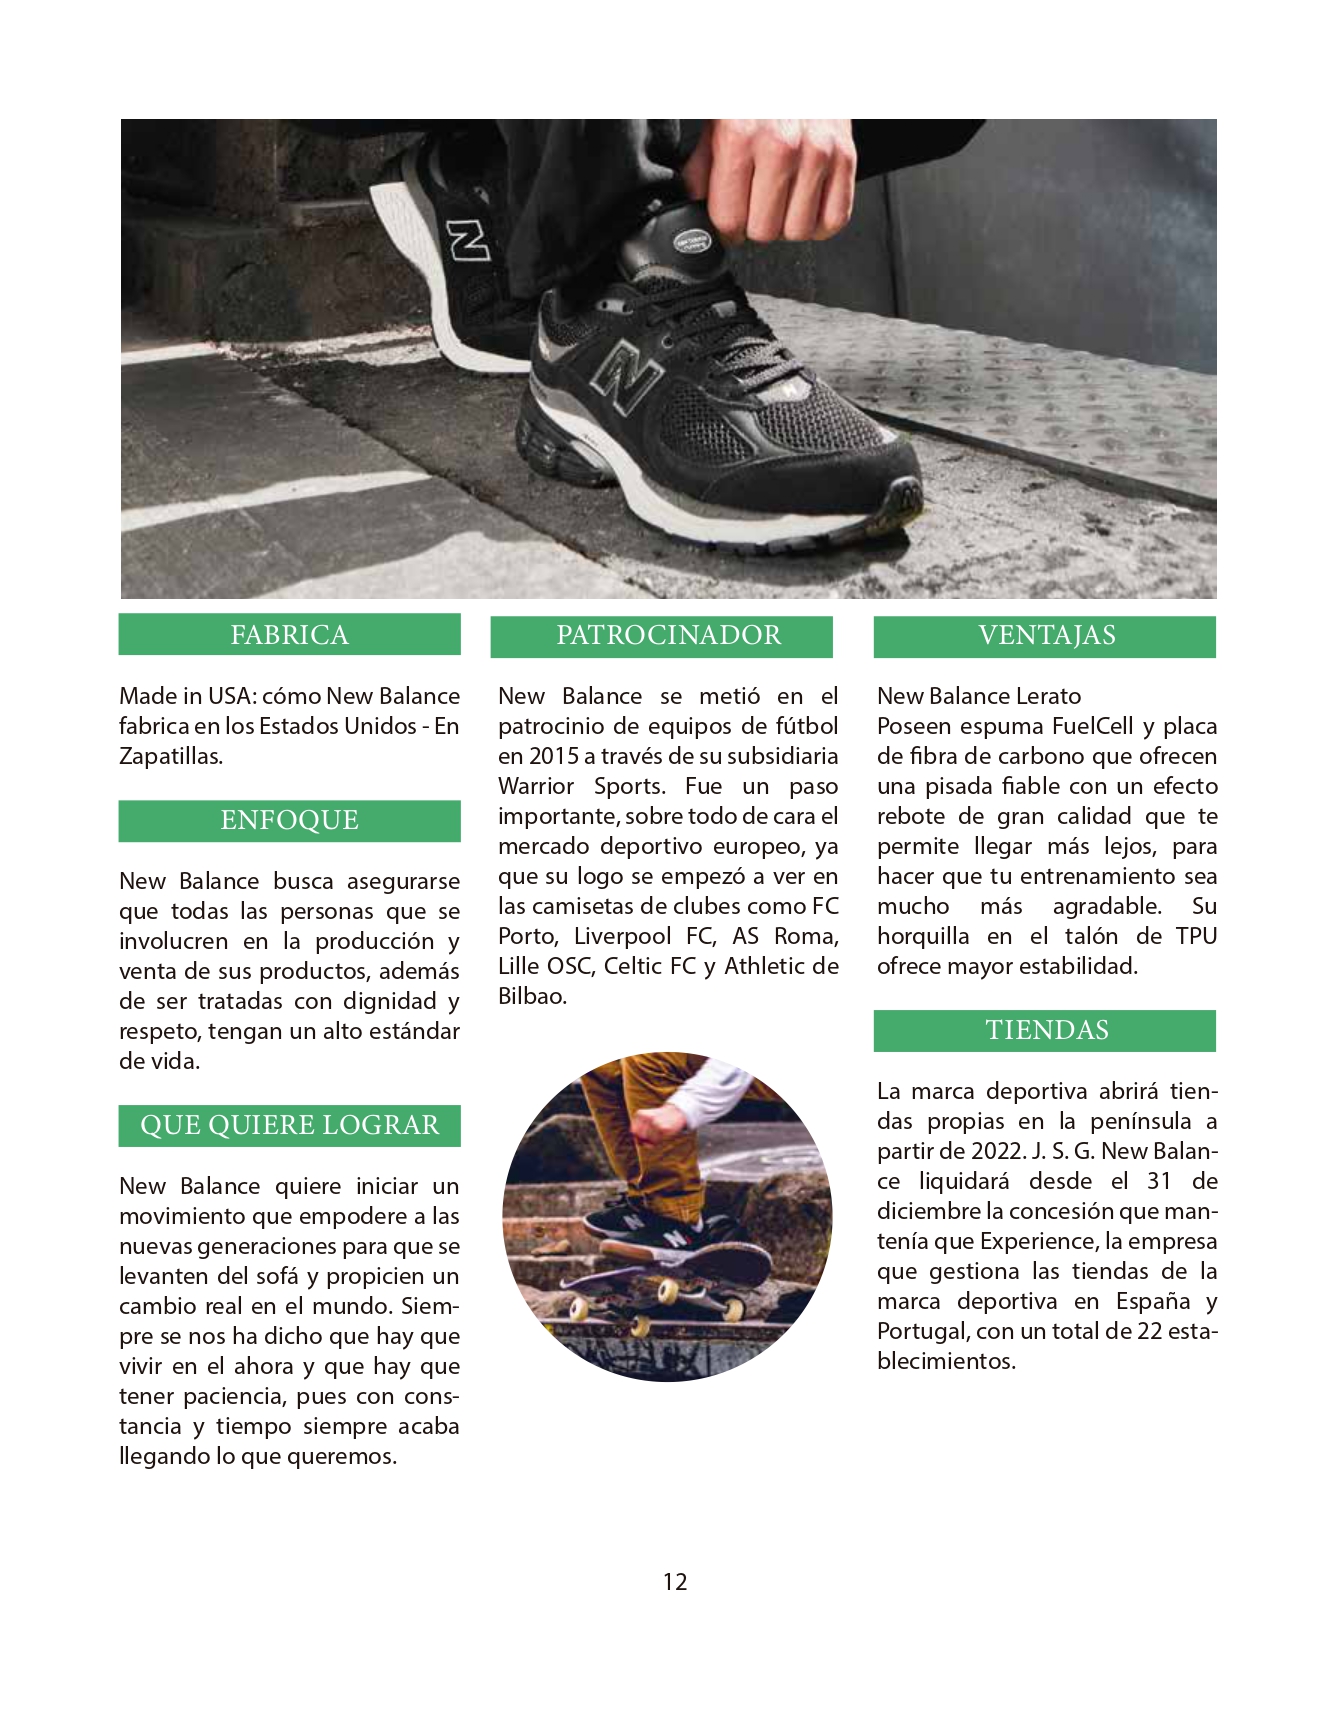 N
N
FABRICA
Made in USA: cómo New Balance
fabrica en los Estados Unidos - En
Zapatillas.
ENFOQUE
New Balance busca asegurarse
que todas las personas que se
involucren en la producción y
venta de sus productos, además
de ser tratadas con dignidad y
respeto, tengan un alto estándar
de vida.
QUE QUIERE LOGRAR
New Balance quiere iniciar un
movimiento que empodere a las
nuevas generaciones para que se
levanten del sofá y propicien un
cambio real en el mundo. Siem-
pre se nos ha dicho que hay que
vivir en el ahora y que hay que
tener paciencia, pues con cons-
tancia y tiempo siempre acaba
llegando lo que queremos.
PATROCINADOR
New Balance se metió en el
patrocinio de equipos de fútbol
en 2015 a través de su subsidiaria
Warrior Sports. Fue un paso
importante, sobre todo de cara el
mercado deportivo europeo, ya
que su logo se empezó a ver en
las camisetas de clubes como FC
Porto, Liverpool FC, AS Roma,
Lille OSC, Celtic FC y Athletic de
Bilbao.
N
N
VENTAJAS
New Balance Lerato
Poseen espuma FuelCell y placa
de fibra de carbono que ofrecen
una pisada fiable con un efecto
rebote de gran calidad que te
permite llegar más lejos, para
hacer que tu entrenamiento sea
mucho más agradable. Su
horquilla en el talón de TPU
ofrece mayor estabilidad.
TIENDAS
La marca deportiva abrirá tien-
das propias en la península a
partir de 2022. J. S. G. New Balan-
ce liquidará desde el 31 de
diciembre la concesión que man-
tenía que Experience, la empresa
que gestiona las tiendas de la
marca deportiva en España y
Portugal, con un total de 22 esta-
blecimientos.
12